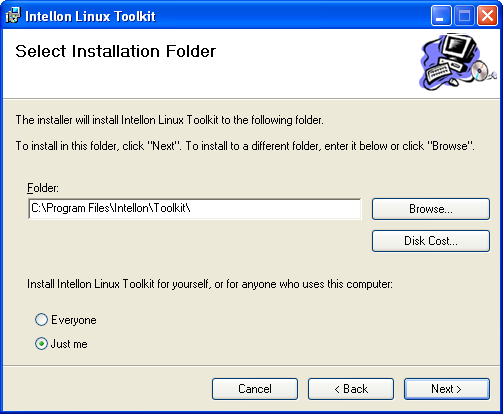 Intellon Linux Toolkit
Select Installation Folder
The installer will install Intellon Linux Toolkit to the following folder.
To install in this folder, click "Next". To install to a different folder, enter it below or click "Browse".
Folder:
C:\Program Files\Intellon\Toolkit\
Browse...
Disk Cost...
Install Intellon Linux Toolkit for yourself, or for anyone who uses this computer:
Everyone
Just me
Cancel
< Back
Next >